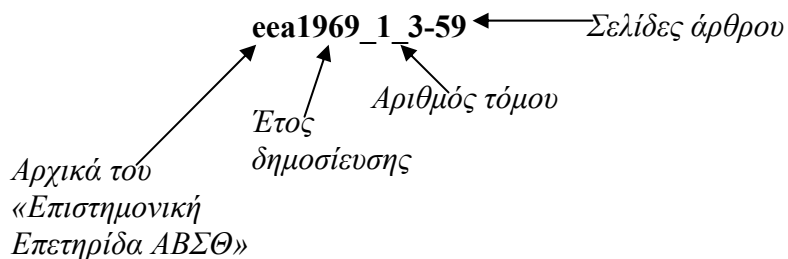 eea1969_1_3-59
Σελίδες άρθρου
Αριθμός τόμου
Έτος
δημοσίευσης
Αρχικά του
«Επιστημονική
Επετηρίδα ΑΒΣΘ»